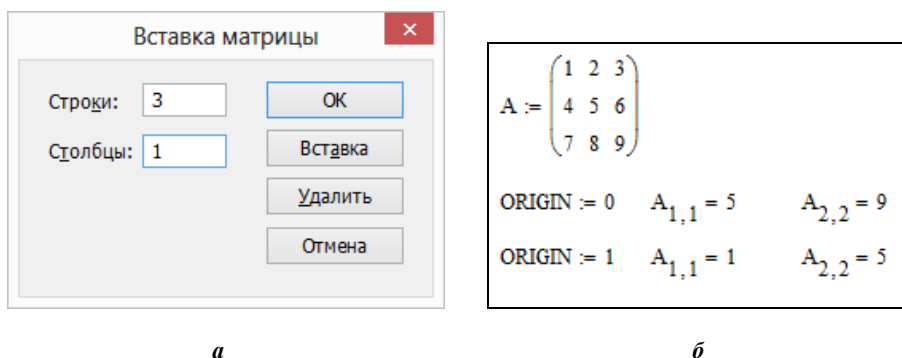 Вставка матрицы
Строки: 3
Столбцы: 1
ОК
Вставка
Удалить
Отмена
A := (1 2 3
4 5 6
7 8 9)
ORIGIN := 0 A1,1 = 5 A2,2 = 9
ORIGIN := 1 A1,1 = 1 A2,2 = 5
а
б